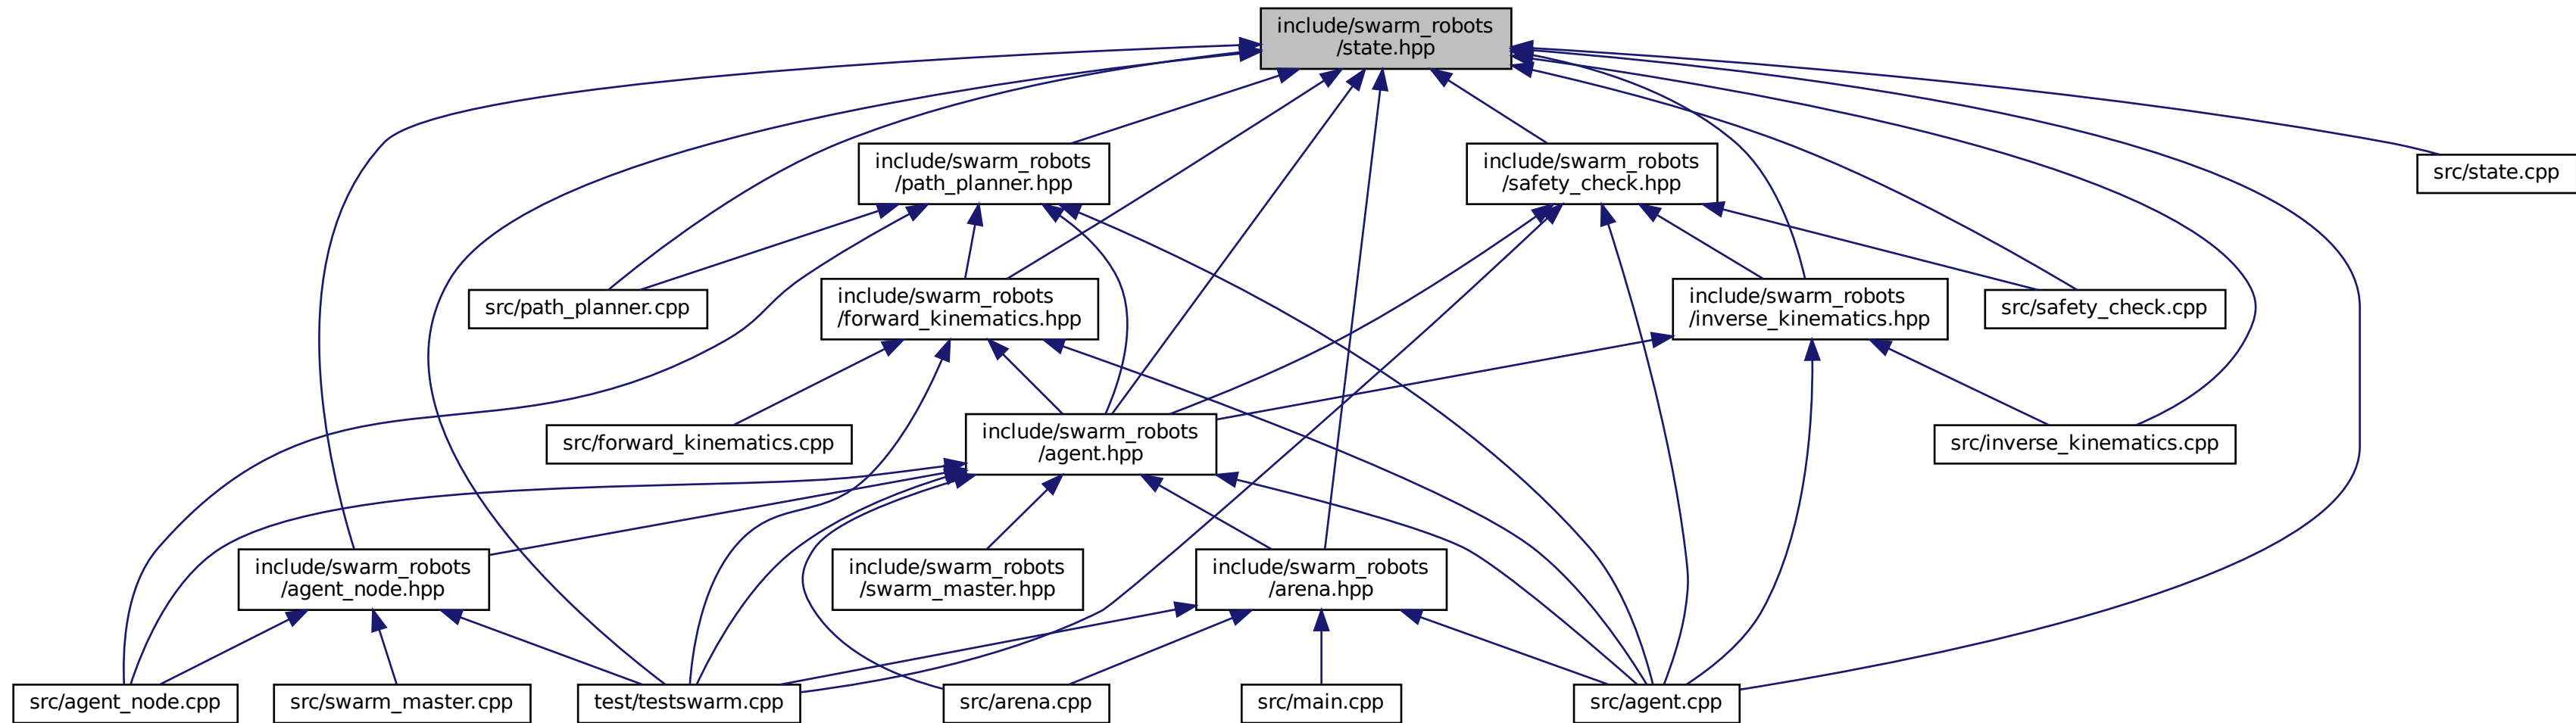 include/swarm_robots
/state.hpp
include/swarm_robots
/path_planner.hpp
include/swarm_robots
/safety_check.hpp
src/state.cpp
src/path_planner.cpp
include/swarm_robots
/forward_kinematics.hpp
include/swarm_robots
/inverse_kinematics.hpp
src/safety_check.cpp
src/forward_kinematics.cpp
include/swarm_robots
/agent.hpp
src/inverse_kinematics.cpp
include/swarm_robots
/agent_node.hpp
include/swarm_robots
/swarm_master.hpp
include/swarm_robots
/arena.hpp
src/agent_node.cpp
src/swarm_master.cpp
test/testswarm.cpp
src/arena.cpp
src/main.cpp
src/agent.cpp